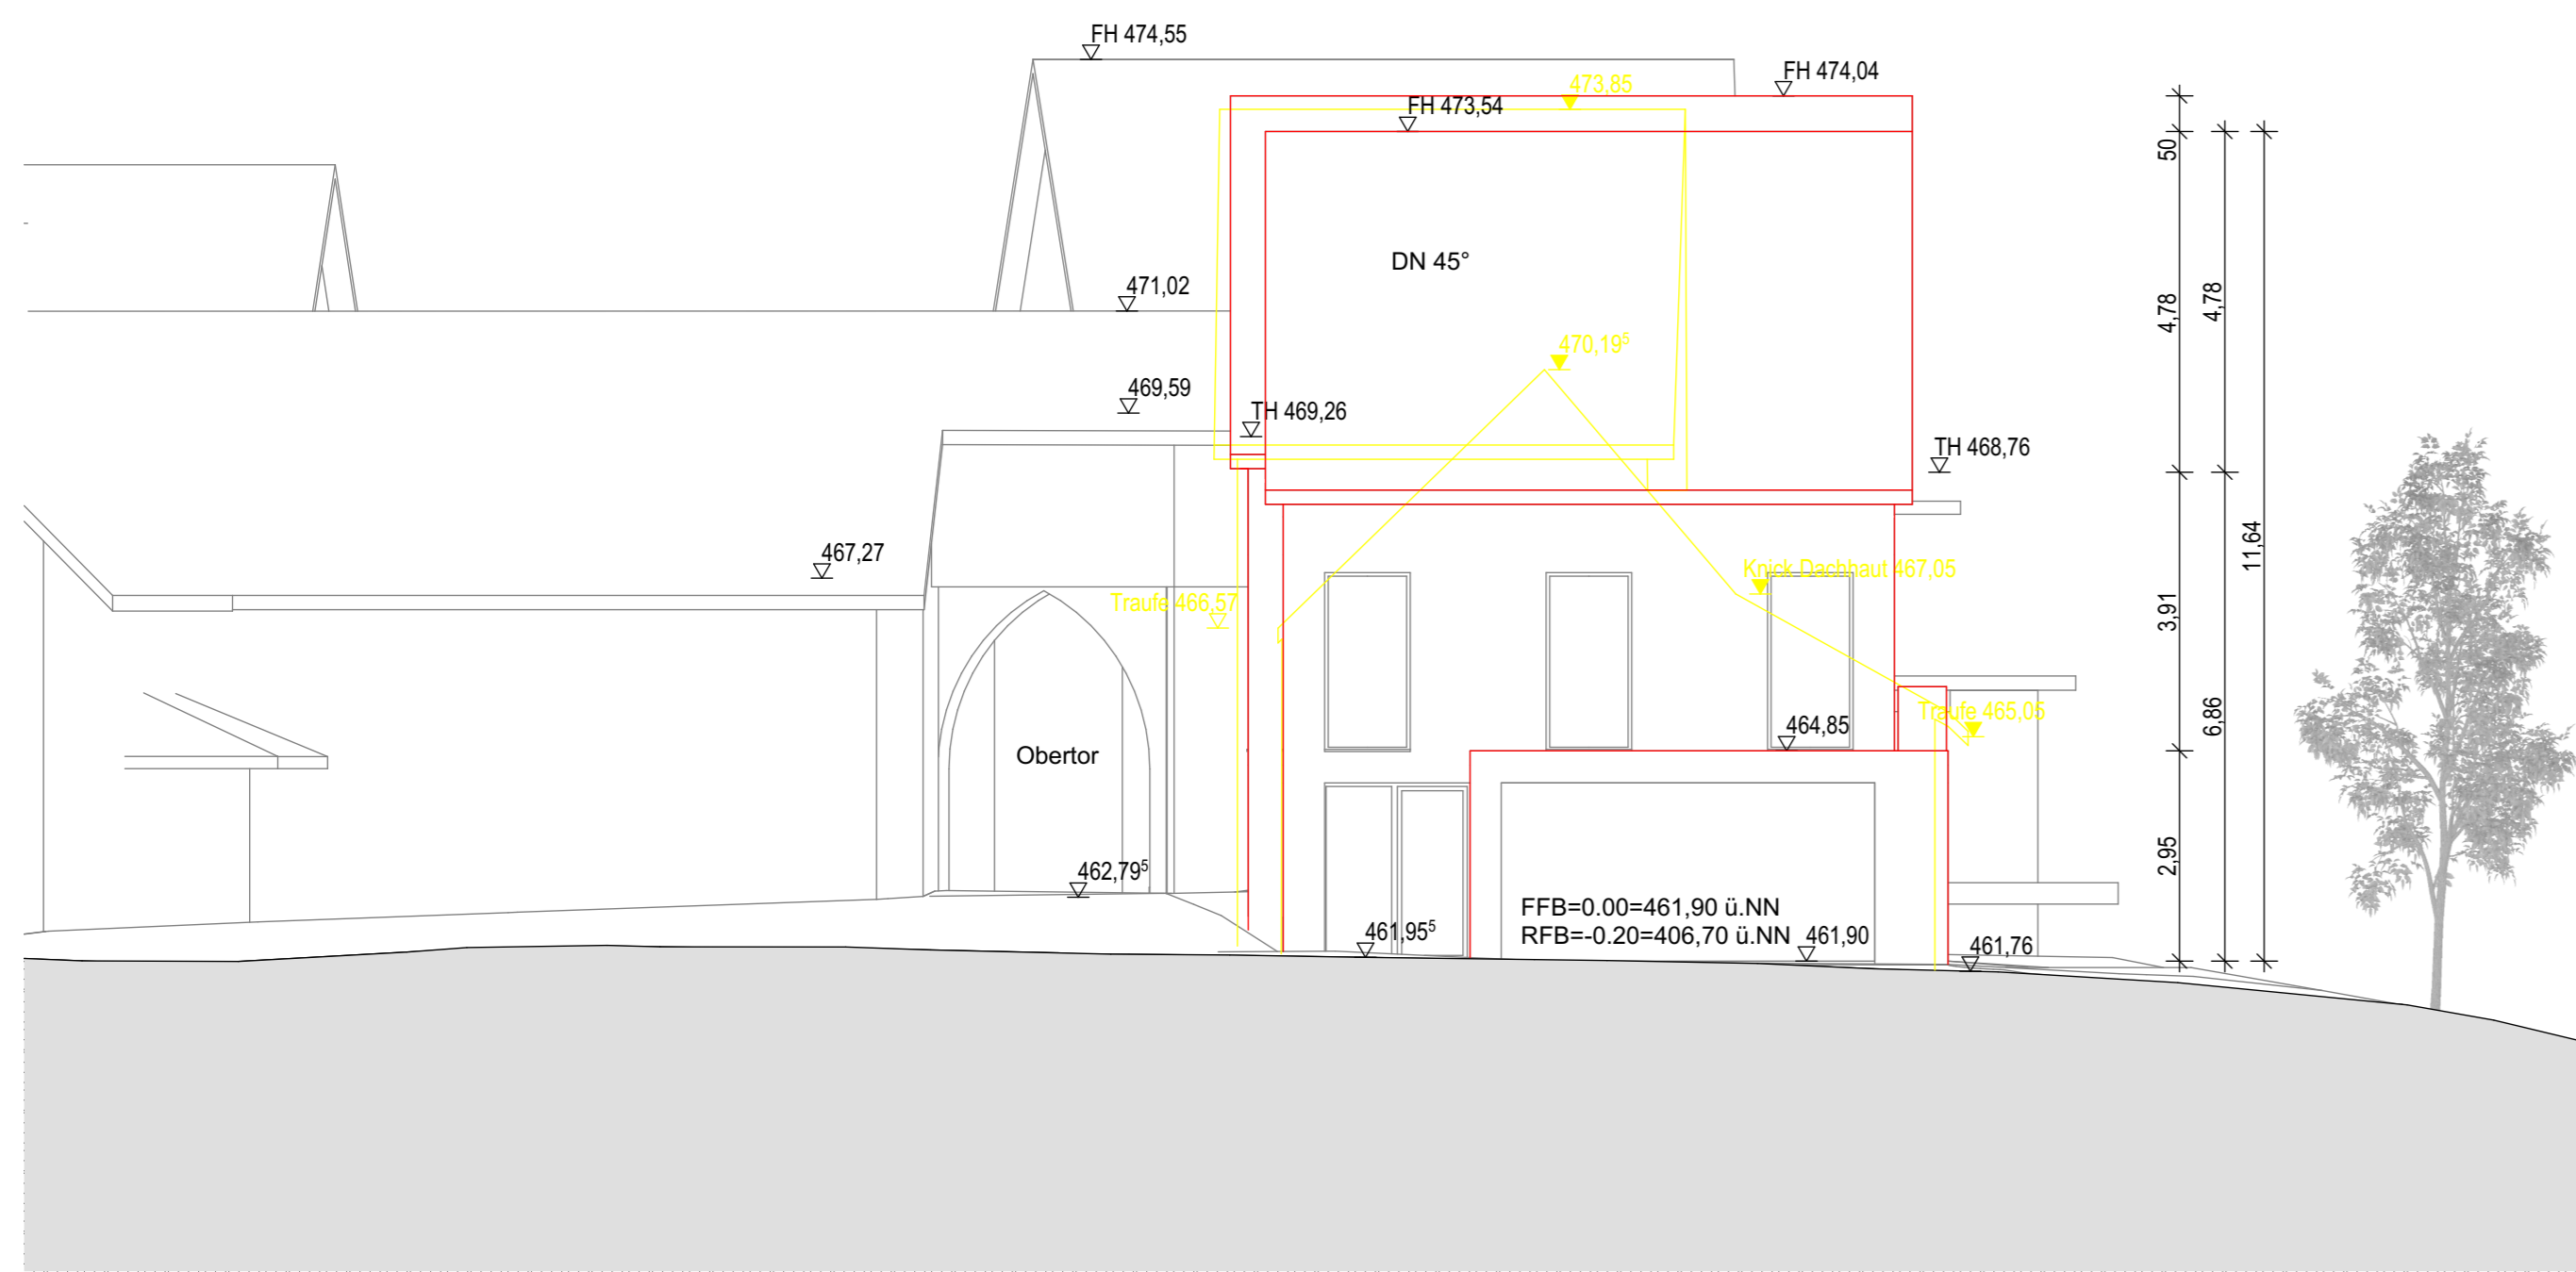 FH 474,55
FH 474,04
473,85
FH 473,54
50
DN 45°
471,02
4,78
4,78
470,19⁵
469,59
TH 469,26
TH 468,76
11,64
467,27
Knick Dachhaut 467,05
Traufe 466,57
3,91
Traufe 465,05
6,86
464,85
Obertor
2,95
462,79⁵
FFB=0.00=461,90 ü.NN
RFB=-0.20=406,70 ü.NN
461,95⁵
461,90
461,76